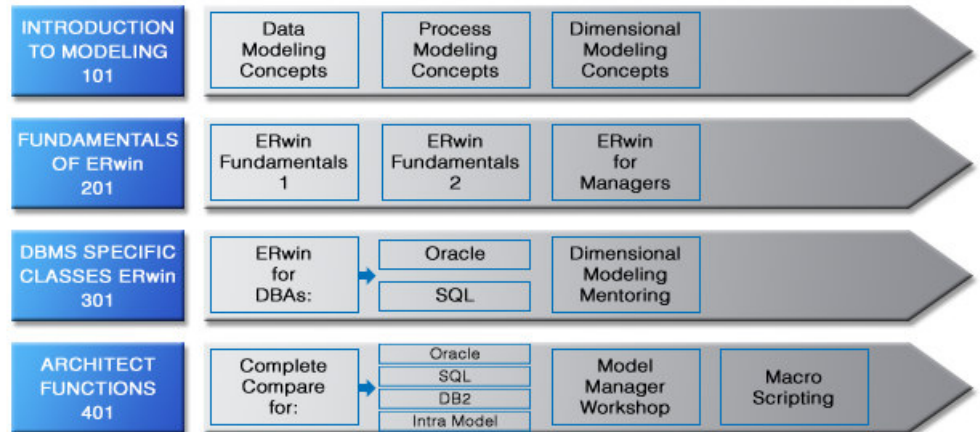 INTRODUCTION
TO MODELING
101
Data
Modeling
Concepts
Process
Modeling
Concepts
Dimensional
Modeling
Concepts
FUNDAMENTALS
OF ERwin
201
ERwin
Fundamentals
1
ERwin
Fundamentals
2
ERwin
for
Managers
DBMS SPECIFIC
CLASSES ERwin
301
ERwin
for
DBAs:
Oracle
SQL
Dimensional
Modeling
Mentoring
ARCHITECT
FUNCTIONS
401
Complete
Compare
for:
Oracle
SQL
DB2
Intra Model
Model
Manager
Workshop
Macro
Scripting